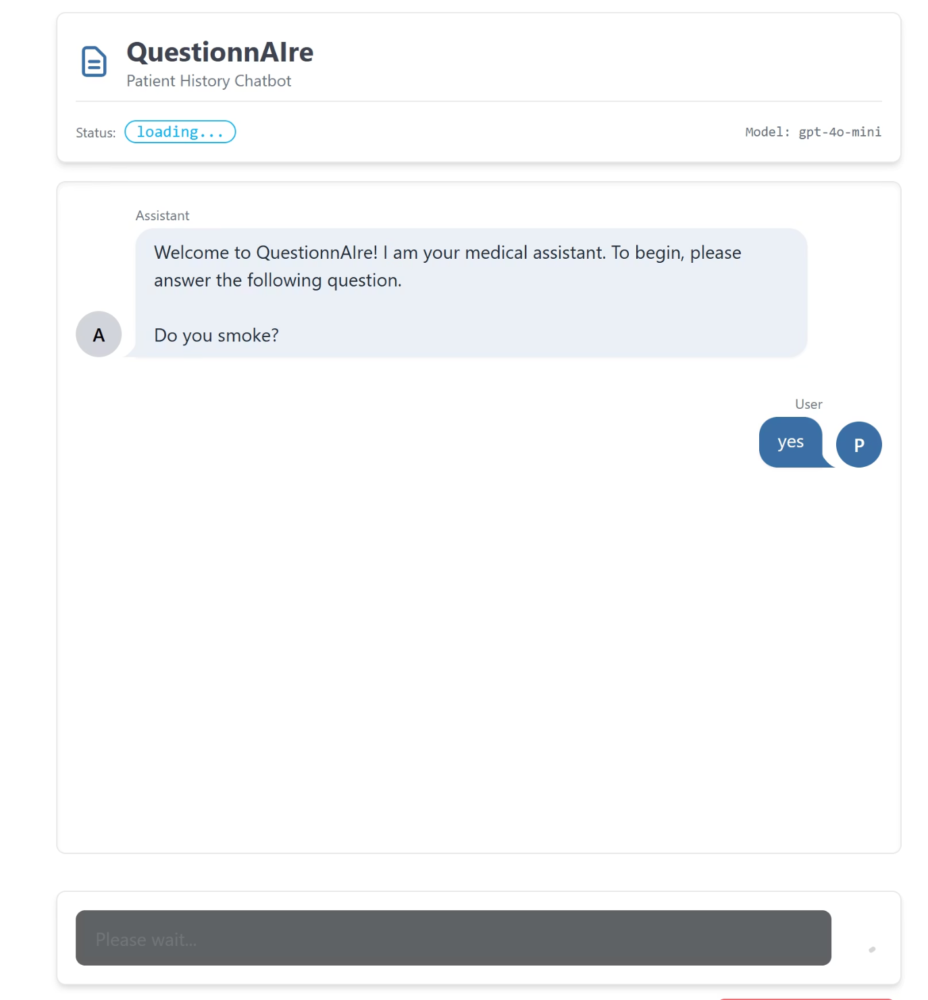 QuestionnAIre
Patient History Chatbot
Status: loading...
Model: gpt-4o-mini
Assistant
Welcome to QuestionnAIre! I am your medical assistant. To begin, please
answer the following question.
Do you smoke?
A
User
yes
P
Please wait...